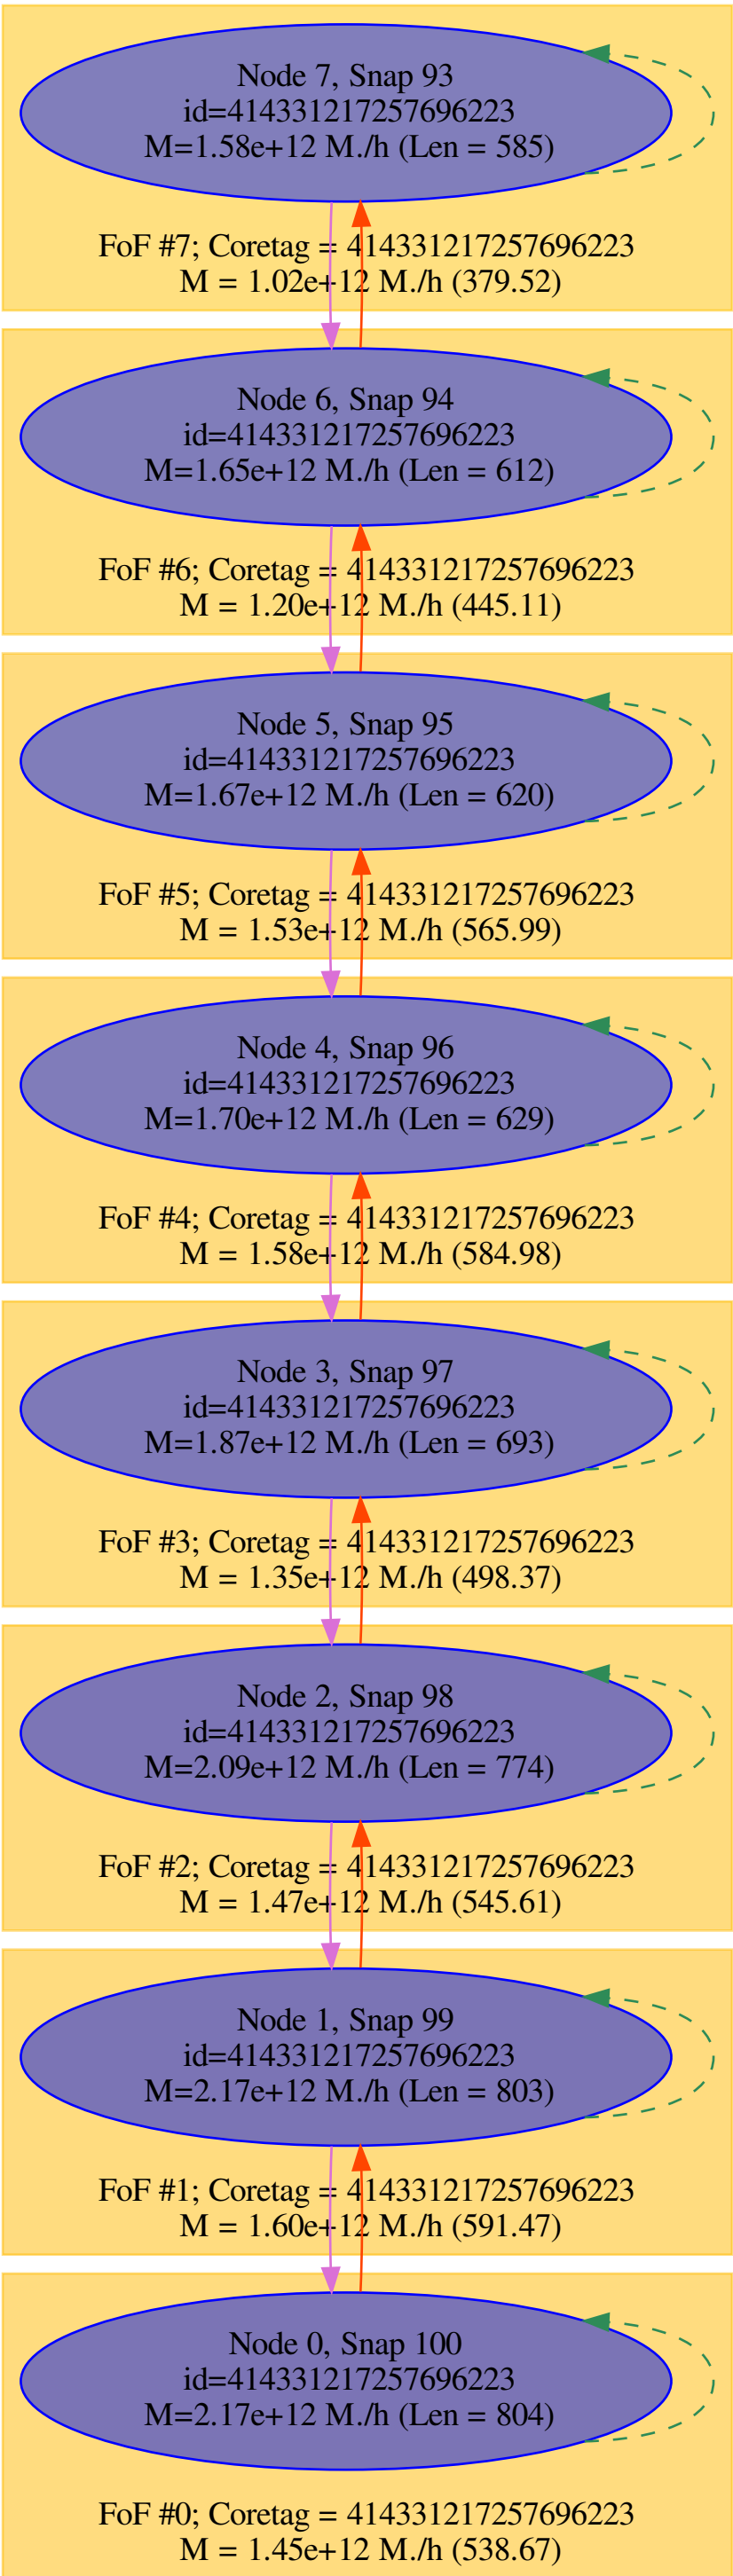 Node 7, Snap 93
id=414331217257696223
M=1.58e+12 M./h (Len = 585)
FoF #7; Coretag = 414331217257696223
M = 1.02e+12 M./h (379.52)
Node 6, Snap 94
id=414331217257696223
M=1.65e+12 M./h (Len = 612)
FoF #6; Coretag = 414331217257696223
M = 1.20e+12 M./h (445.11)
Node 5, Snap 95
id=414331217257696223
M=1.67e+12 M./h (Len = 620)
FoF #5; Coretag = 414331217257696223
M = 1.53e+12 M./h (565.99)
Node 4, Snap 96
id=414331217257696223
M=1.70e+12 M./h (Len = 629)
FoF #4; Coretag = 414331217257696223
M = 1.58e+12 M./h (584.98)
Node 3, Snap 97
id=414331217257696223
M=1.87e+12 M./h (Len = 693)
FoF #3; Coretag = 414331217257696223
M = 1.35e+12 M./h (498.37)
Node 2, Snap 98
id=414331217257696223
M=2.09e+12 M./h (Len = 774)
FoF #2; Coretag = 414331217257696223
M = 1.47e+12 M./h (545.61)
Node 1, Snap 99
id=414331217257696223
M=2.17e+12 M./h (Len = 803)
FoF #1; Coretag = 414331217257696223
M = 1.60e+12 M./h (591.47)
Node 0, Snap 100
id=414331217257696223
M=2.17e+12 M./h (Len = 804)
FoF #0; Coretag = 414331217257696223
M = 1.45e+12 M./h (538.67)